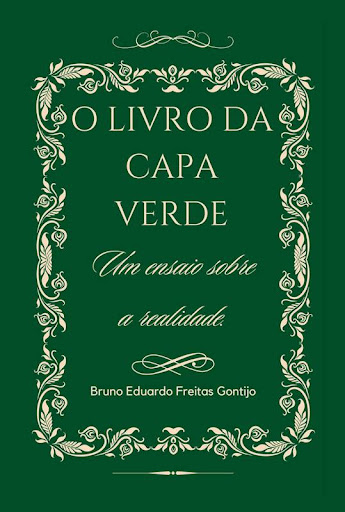 O LIVRO DA
CAPA
VERDE
Um ensaio sobre
a realidade.
Bruno Eduardo Freitas Gontijo